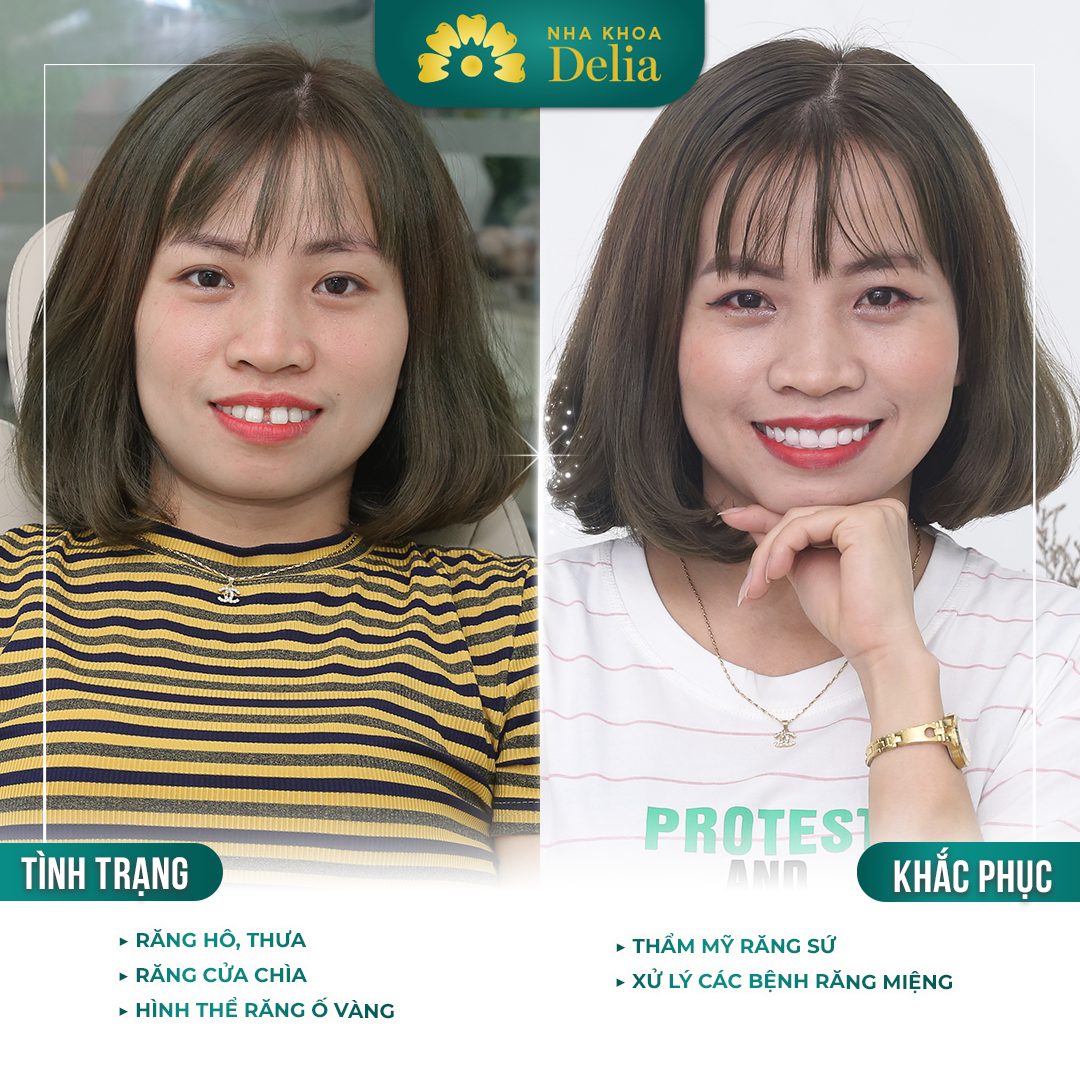 NHA KHOA
Delia
PROTEST
AND
TÌNH TRẠNG
▸ RĂNG HÔ, THƯA
▸ RĂNG CỬA CHÌA
▸ HÌNH THỂ RĂNG Ố VÀNG
KHẮC PHỤC
▸ THẨM MỸ RĂNG SỨ
▸ XỬ LÝ CÁC BỆNH RĂNG MIỆNG